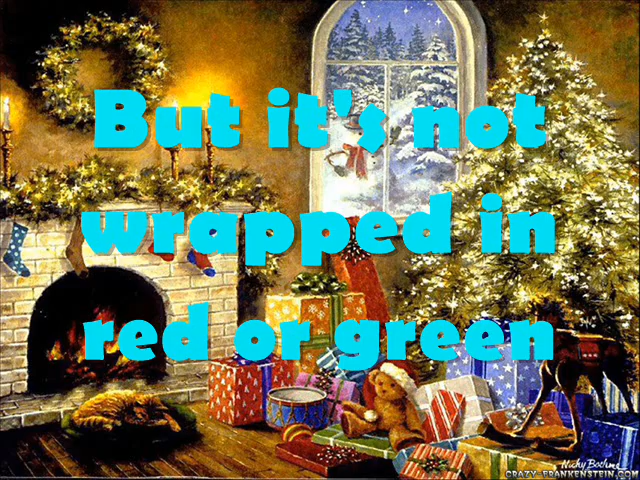 But it's not
wrapped in
red or green
Nicky Boehme
CRAZY-FRANKENSTEIN.COM